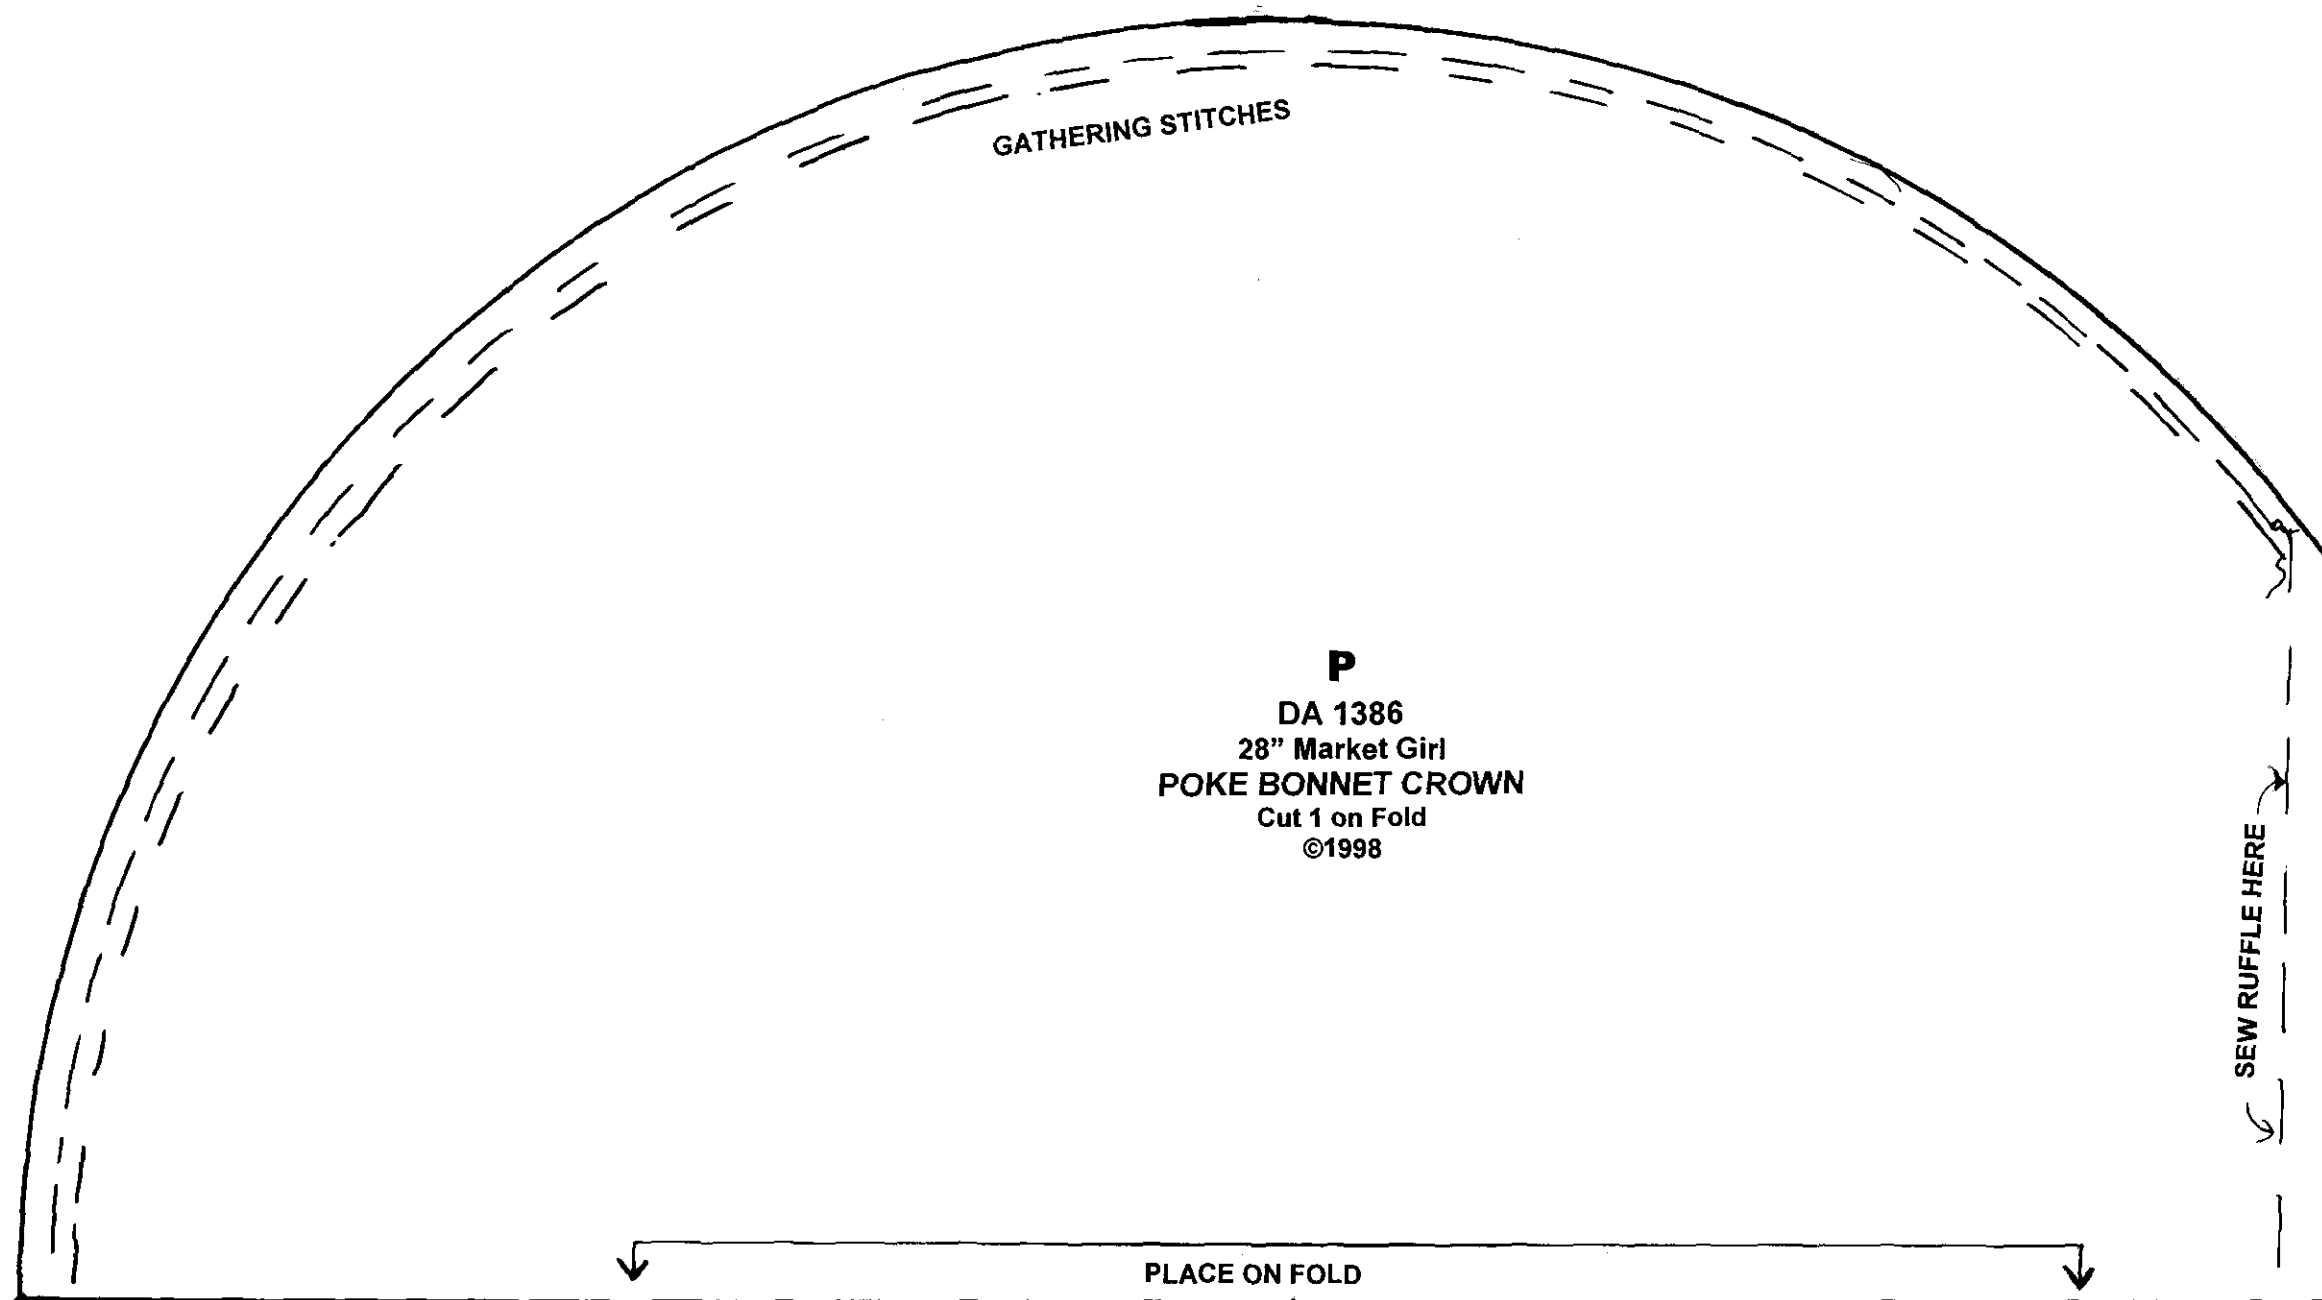 GATHERING STITCHES
P
DA 1386
28” Market Girl
POKE BONNET CROWN
Cut 1 on Fold
©1998
SEW RUFFLE HERE
PLACE ON FOLD